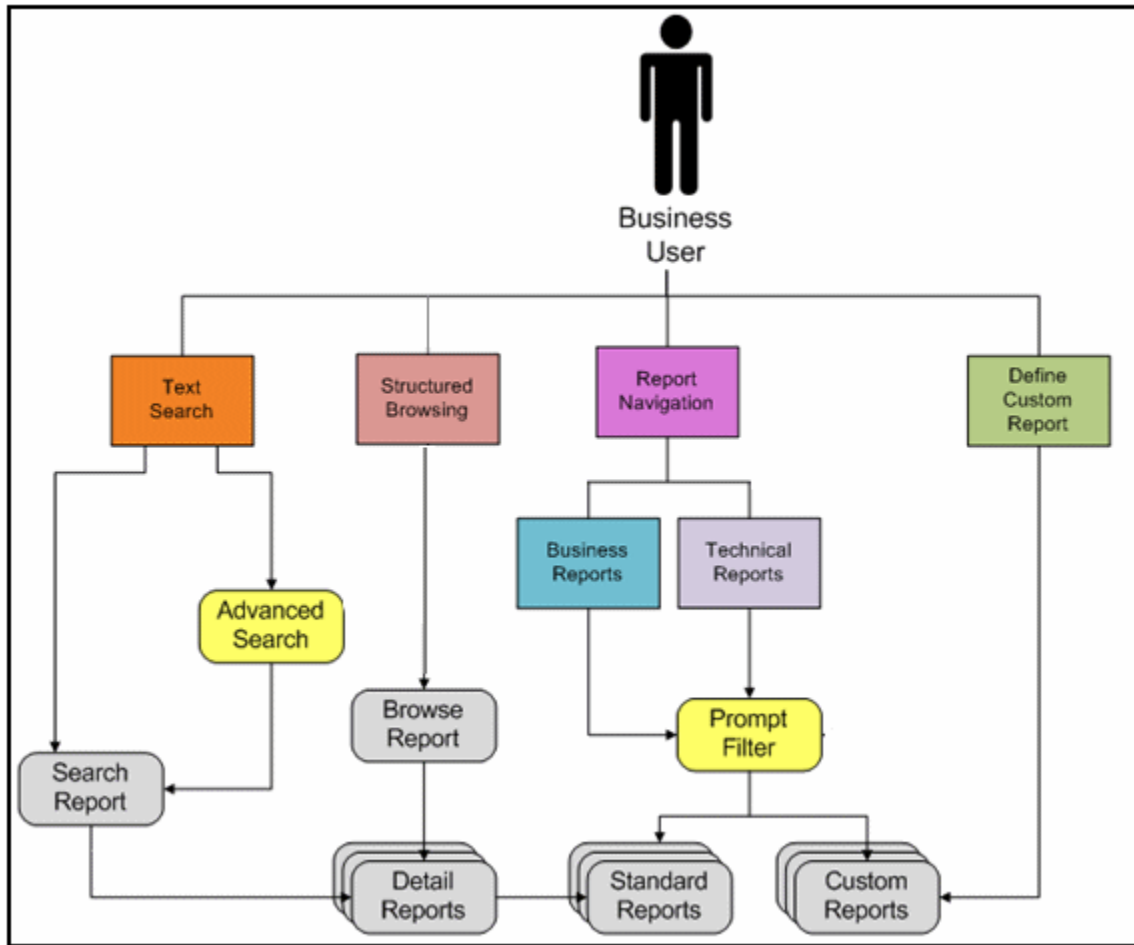 Business
User
Text
Search
Structured
Browsing
Report
Navigation
Define
Custom
Report
Business
Reports
Technical
Reports
Advanced
Search
Browse
Report
Prompt
Filter
Search
Report
Detail
Reports
Standard
Reports
Custom
Reports